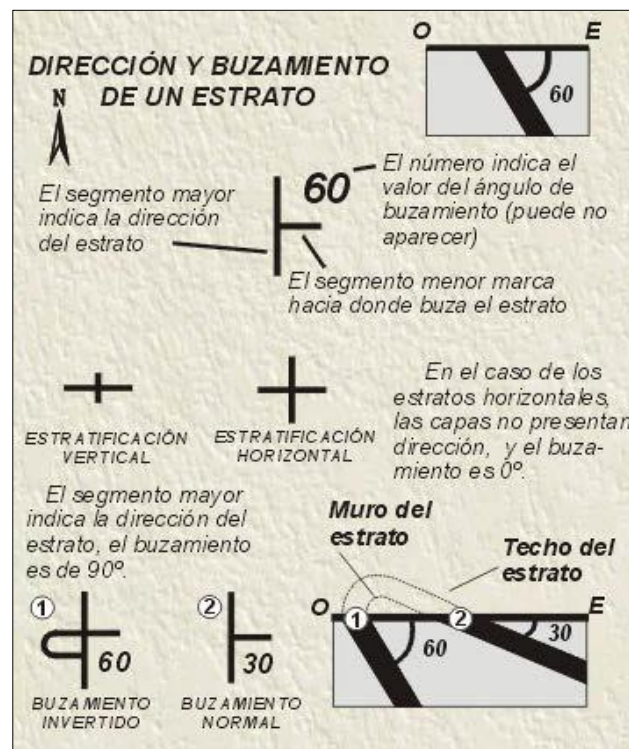 O E
DIRECCIÓN Y BUZAMIENTO
DE UN ESTRATO
60
N
El segmento mayor
indica la dirección
del estrato
60
El número indica el
valor del ángulo de
buzamiento (puede no
aparecer)
El segmento menor marca
hacia donde buza el estrato
ESTRATIFICACIÓN
VERTICAL
ESTRATIFICACIÓN
HORIZONTAL
En el caso de los
estratos horizontales,
las capas no presentan
dirección, y el buza-
miento es 0º.
El segmento mayor
indica la dirección del
estrato, el buzamiento
es de 90º.
Muro del
estrato
Techo del
estrato
1
60
BUZAMIENTO
INVERTIDO
2
30
BUZAMIENTO
NORMAL
O 1 2 E
60 30